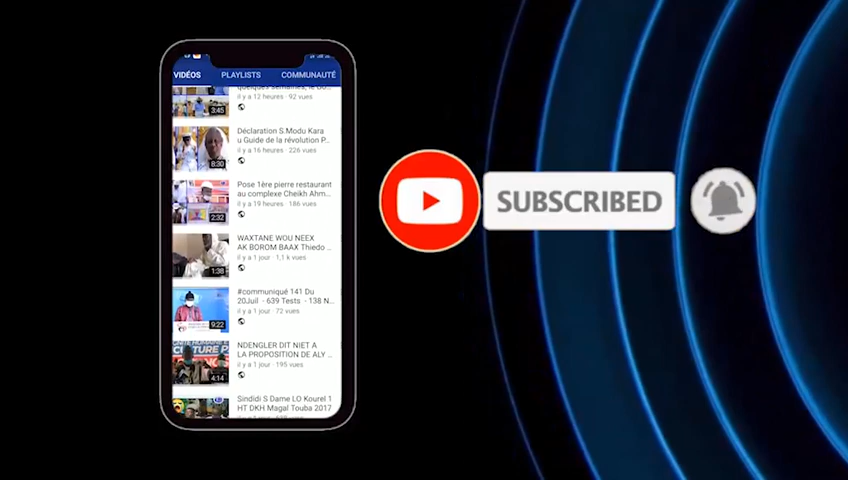 VIDÉOS PLAYLISTS COMMUNAUTÉ
il y a 12 heures · 92 vues
3:45
Déclaration S.Modu Kara
u Guide de la révolution P...
il y a 16 heures · 226 vues
8:30
Pose 1ère pierre restaurant
au complexe Cheikh Ahm...
il y a 19 heures · 186 vues
2:32
WAXTANE WOU NEEX
AK BOROM BAAX Thiedo ...
il y a 1 jour · 1,1 k vues
1:38
#communiqué 141 Du
20Juil - 639 Tests - 138 N...
il y a 1 jour · 72 vues
9:22
NDENGLER DIT NIET A
LA PROPOSITION DE ALY ...
il y a 1 jour · 195 vues
4:14
Sindidi S Dame LO Kourel 1
HT DKH Magal Touba 2017
SUBSCRIBED